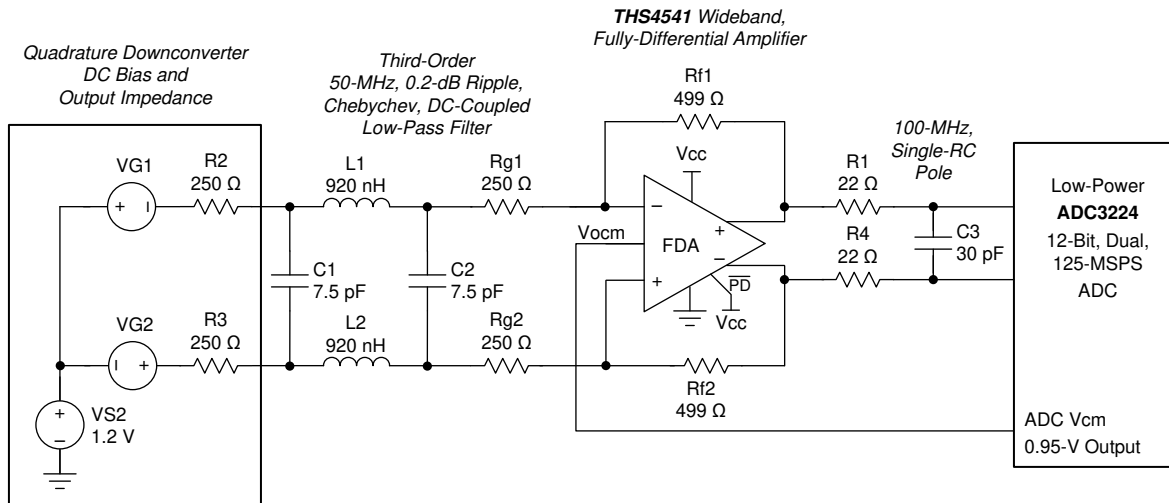 THS4541 Wideband,
Fully-Differential Amplifier
Quadrature Downconverter
DC Bias and
Output Impedance
Third-Order
50-MHz, 0.2-dB Ripple,
Chebychev, DC-Coupled
Low-Pass Filter
Rf1
499 Ω
100-MHz,
Single-RC
Pole
VG1
+
R2
250 Ω
L1
920 nH
Rg1
250 Ω
Vcc
R1
22 Ω
Low-Power
ADC3224
12-Bit, Dual,
125-MSPS
ADC
Vocm
−
+
FDA
+
−
PD
Vcc
R4
22 Ω
C3
30 pF
C1
7.5 pF
C2
7.5 pF
VG2
+
R3
250 Ω
L2
920 nH
Rg2
250 Ω
Rf2
499 Ω
+
−
VS2
1.2 V
ADC Vcm
0.95-V Output